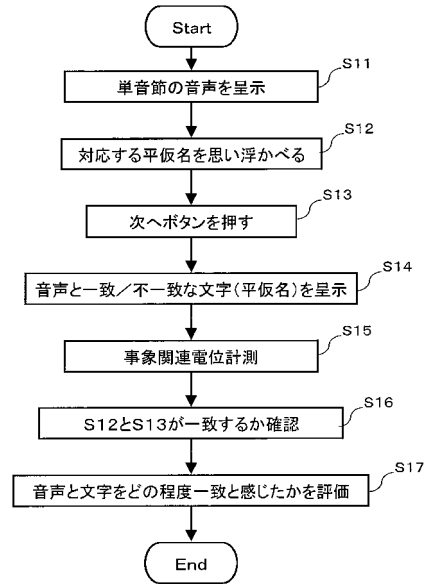 Start
S11
単音節の音声を呈示
S12
対応する平仮名を思い浮かべる
S13
次へボタンを押す
S14
音声と一致／不一致な文字(平仮名)を呈示
S15
事象関連電位計測
S16
S12とS13が一致するか確認
S17
音声と文字をどの程度一致と感じたかを評価
End